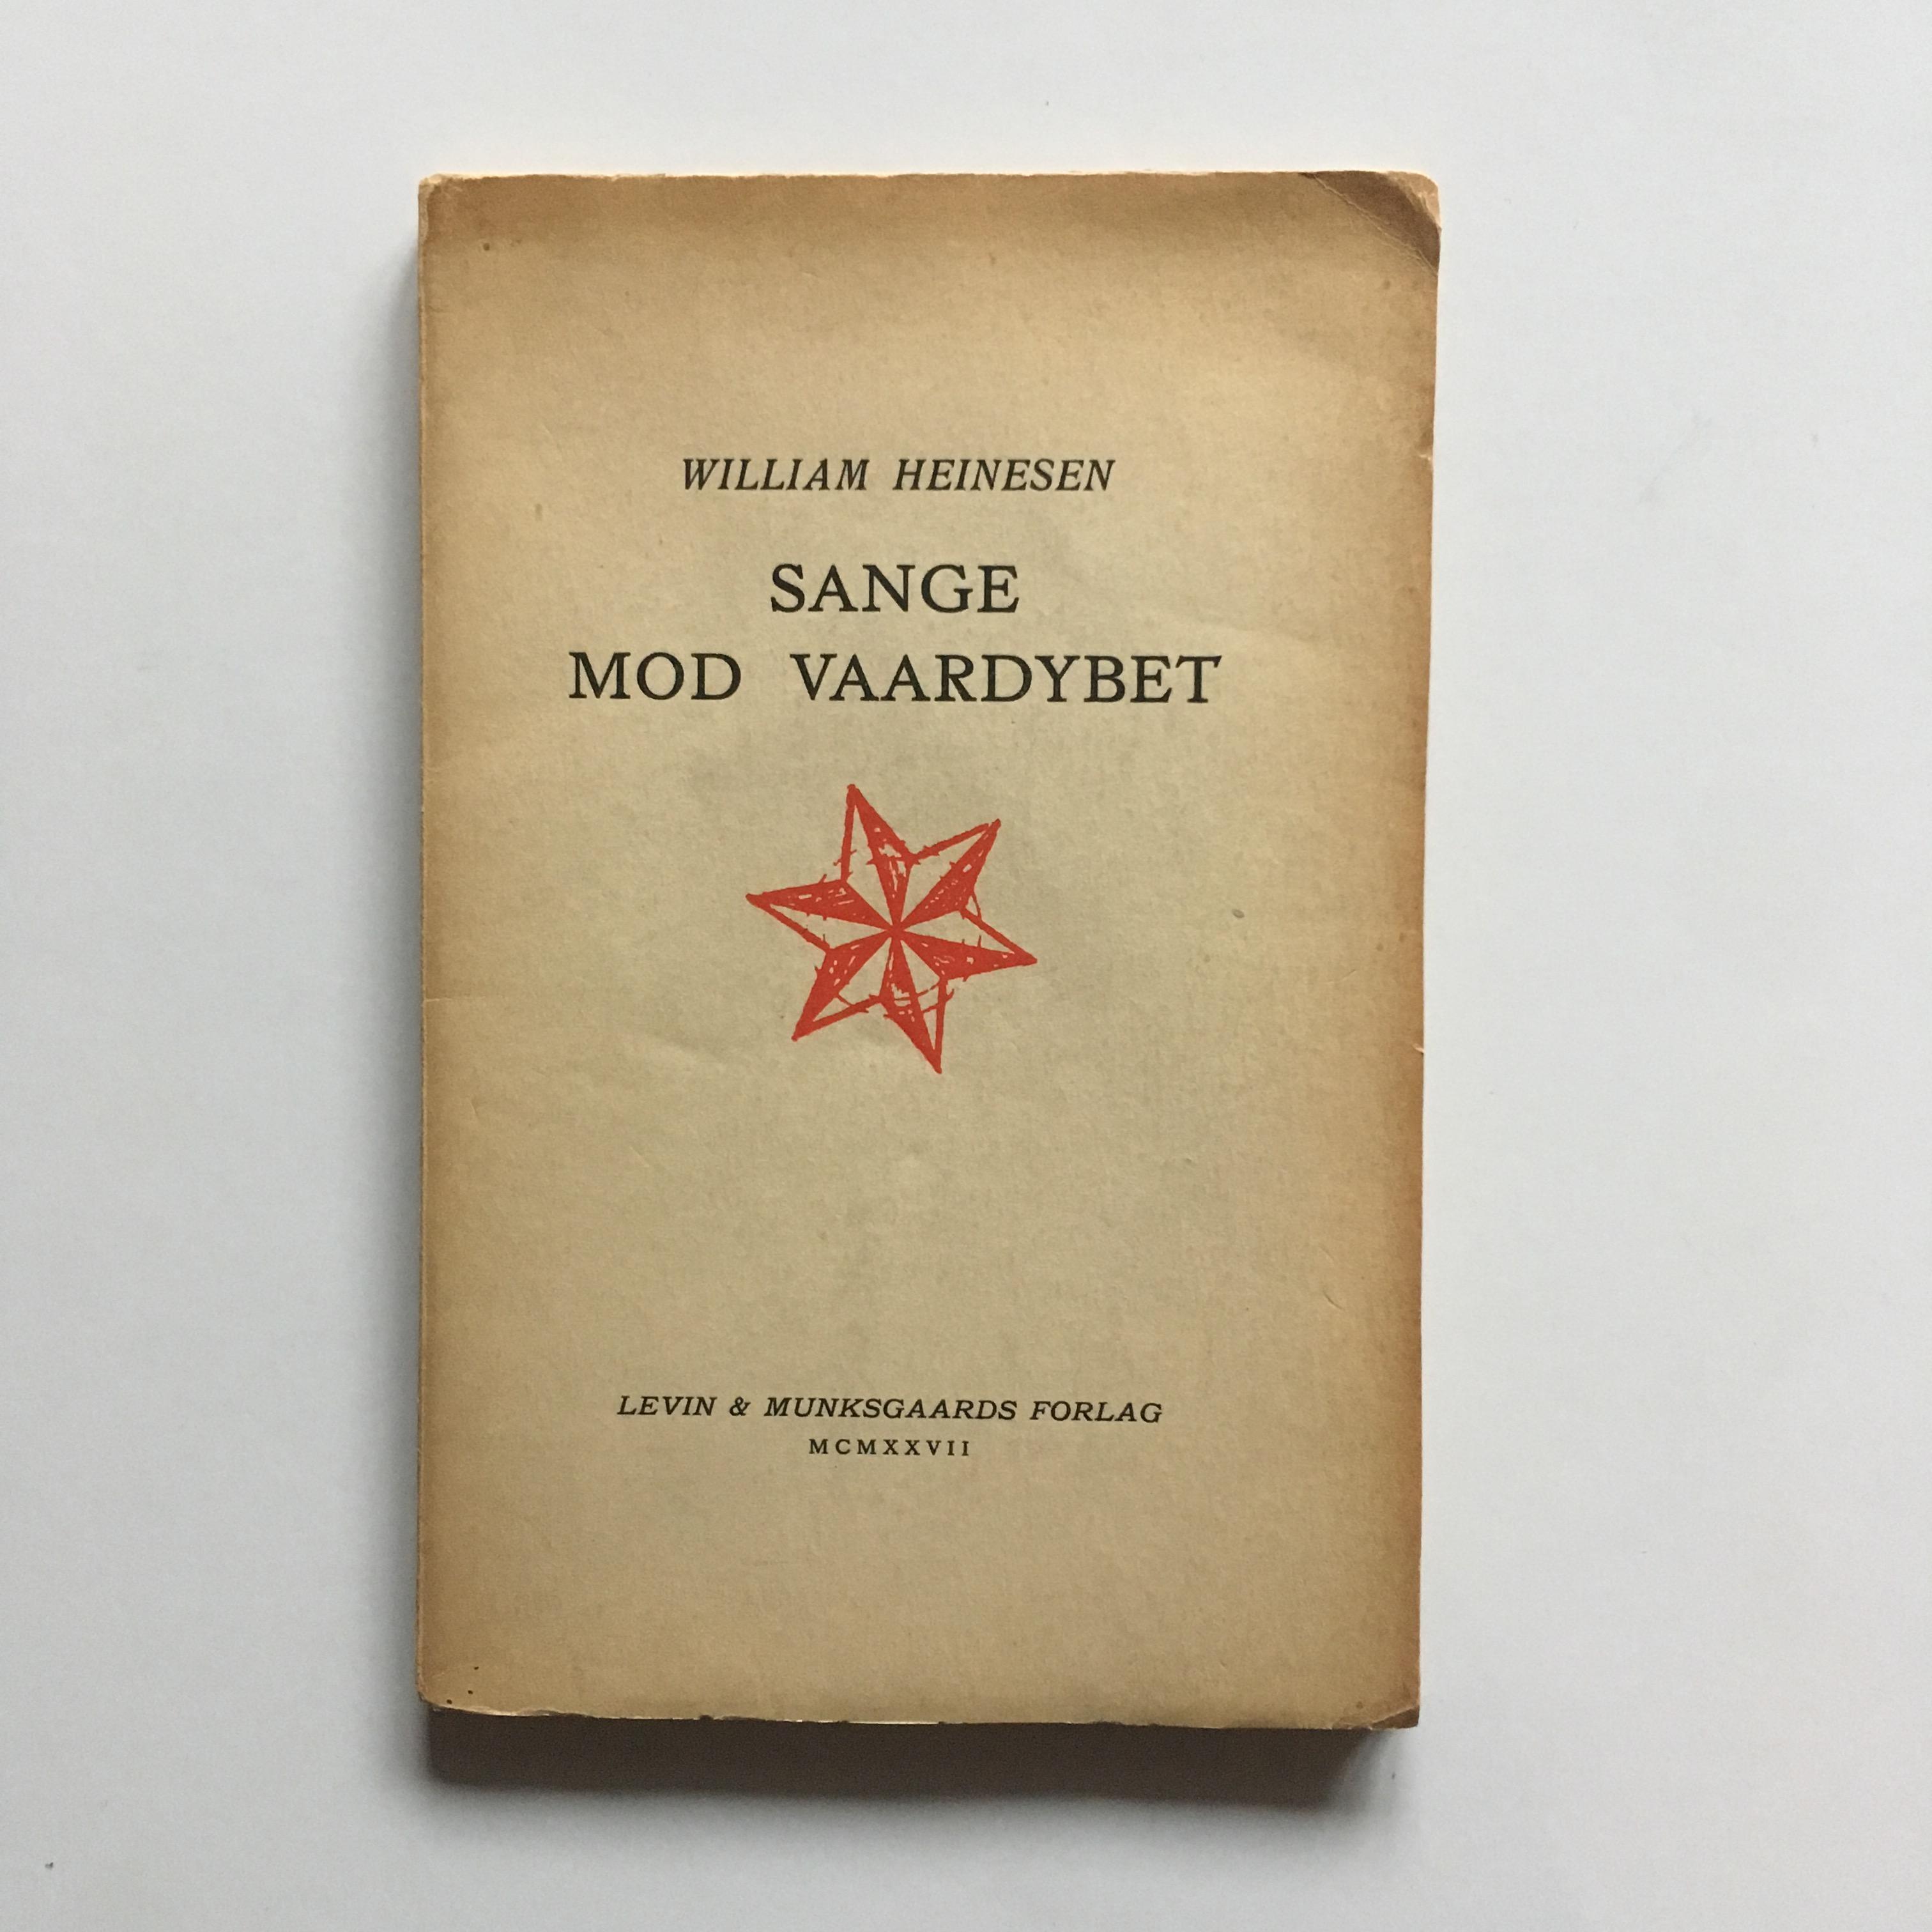 WILLIAM HEINESEN
SANGE
MOD VAARDYBET
LEVIN & MUNKSGAARDS FORLAG
MCMXXVII